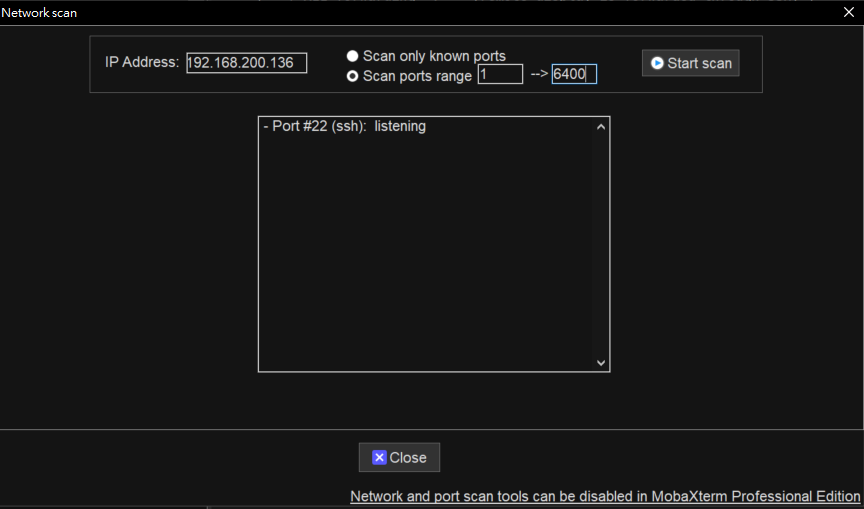 Network scan
IP Address: 192.168.200.136
Scan only known ports
Scan ports range 1 --> 6400
Start scan
- Port #22 (ssh): listening
Close
Network and port scan tools can be disabled in MobaXterm Professional Edition